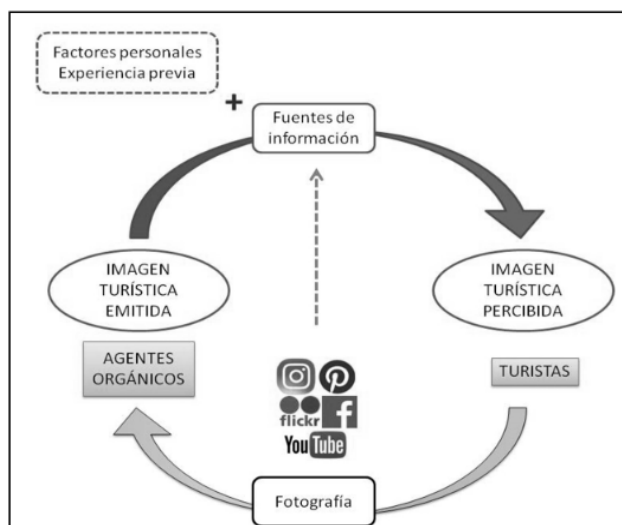 Factores personales
Experiencia previa
+
Fuentes de
información
IMAGEN
TURÍSTICA
EMITIDA
IMAGEN
TURÍSTICA
PERCIBIDA
AGENTES
ORGÁNICOS
TURISTAS
flickr
YouTube
Fotografía